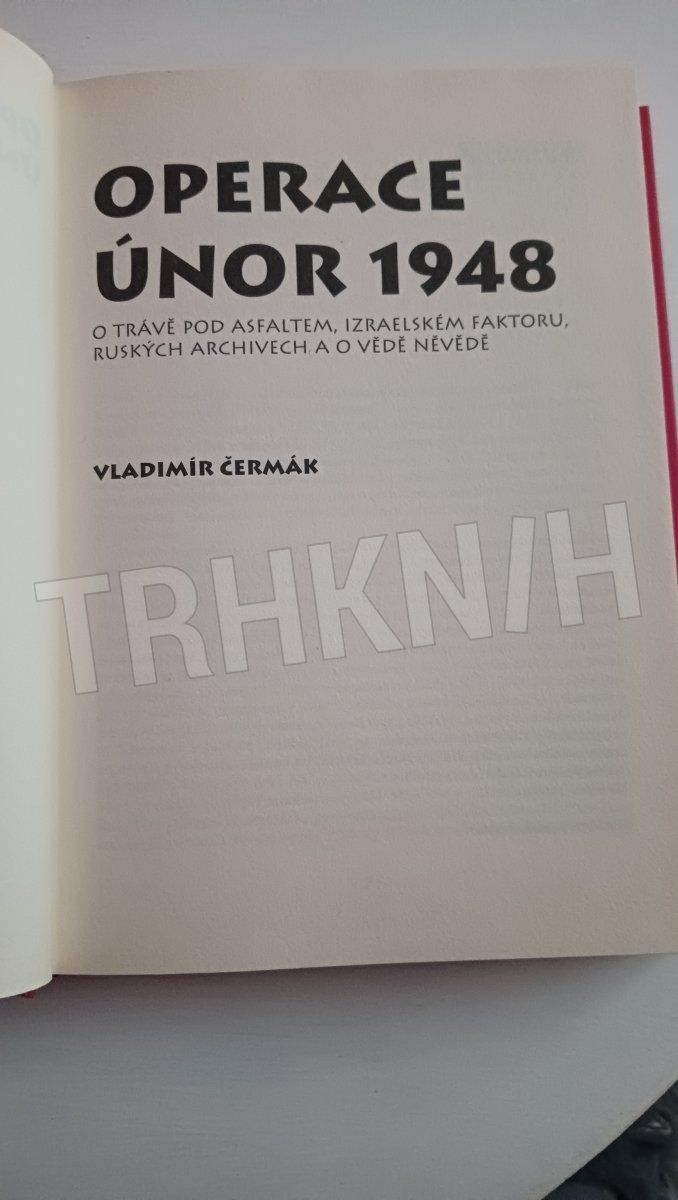 OPERACE
ÚNOR 1948
O TRÁVĚ POD ASFALTEM, IZRAELSKÉM FAKTORU,
RUSKÝCH ARCHIVECH A O VĚDĚ NĚVĚDĚ
VLADIMÍR ČERMÁK
TRHKNIH